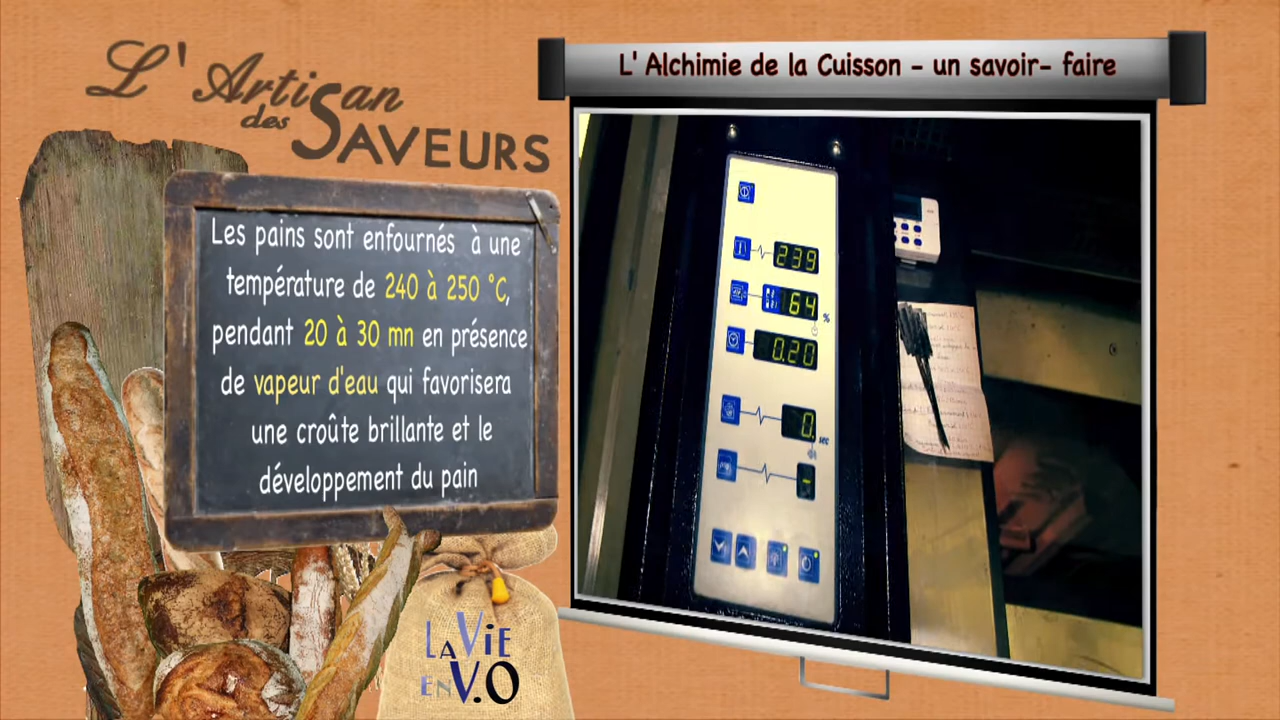 L' Artisan
des SAVEURS
L' Alchimie de la Cuisson - un savoir- faire
Les pains sont enfournés à une
température de 240 à 250 °C,
pendant 20 à 30 mn en présence
de vapeur d'eau qui favorisera
une croûte brillante et le
développement du pain
239
64 %
0.20
0.
sec
-
LA VIE
EN V.O